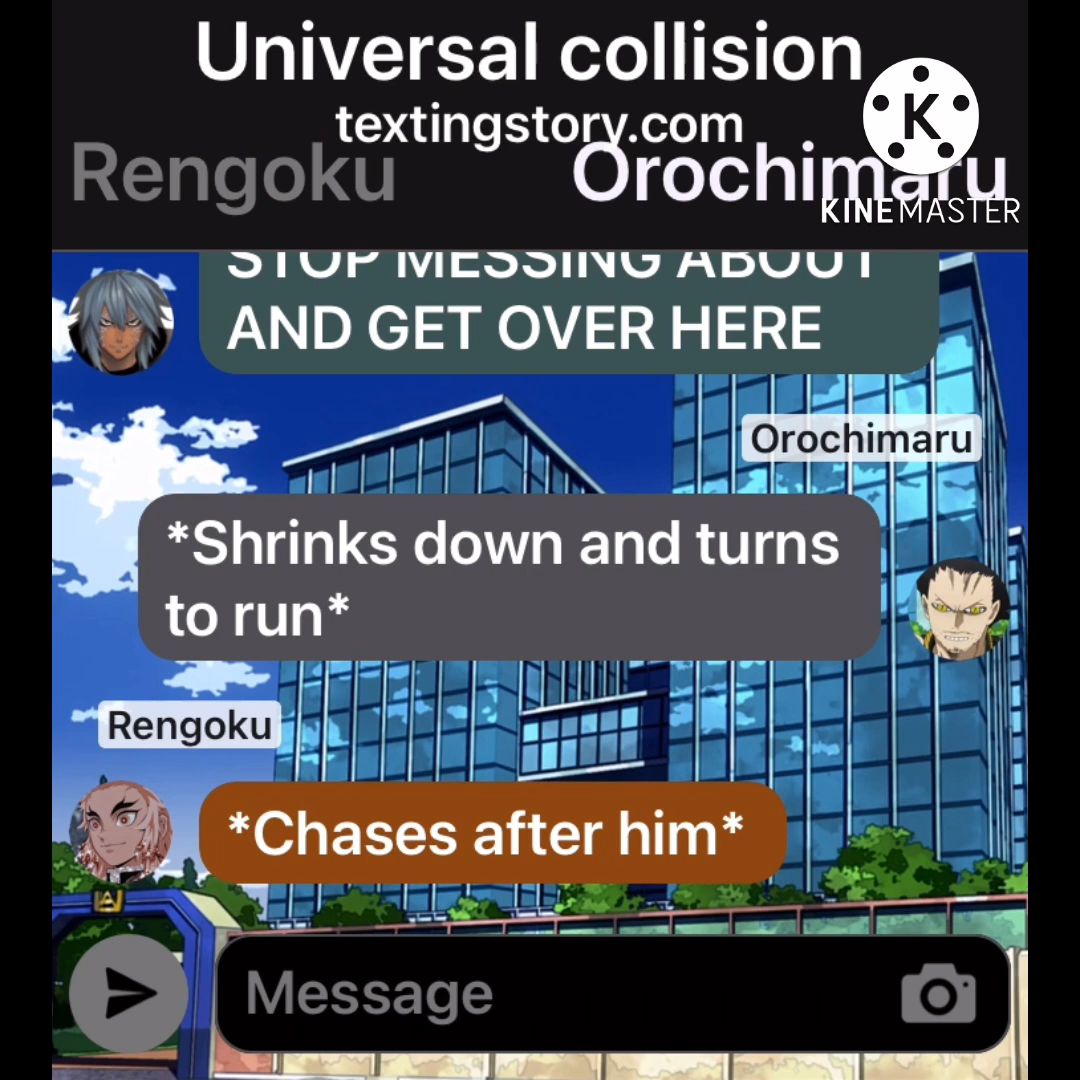 Universal collision
textingstory.com
Rengoku
Orochimaru
K
KINEMASTER
STOP MESSING ABOUT
AND GET OVER HERE
Orochimaru
*Shrinks down and turns
to run*
Rengoku
*Chases after him*
Message